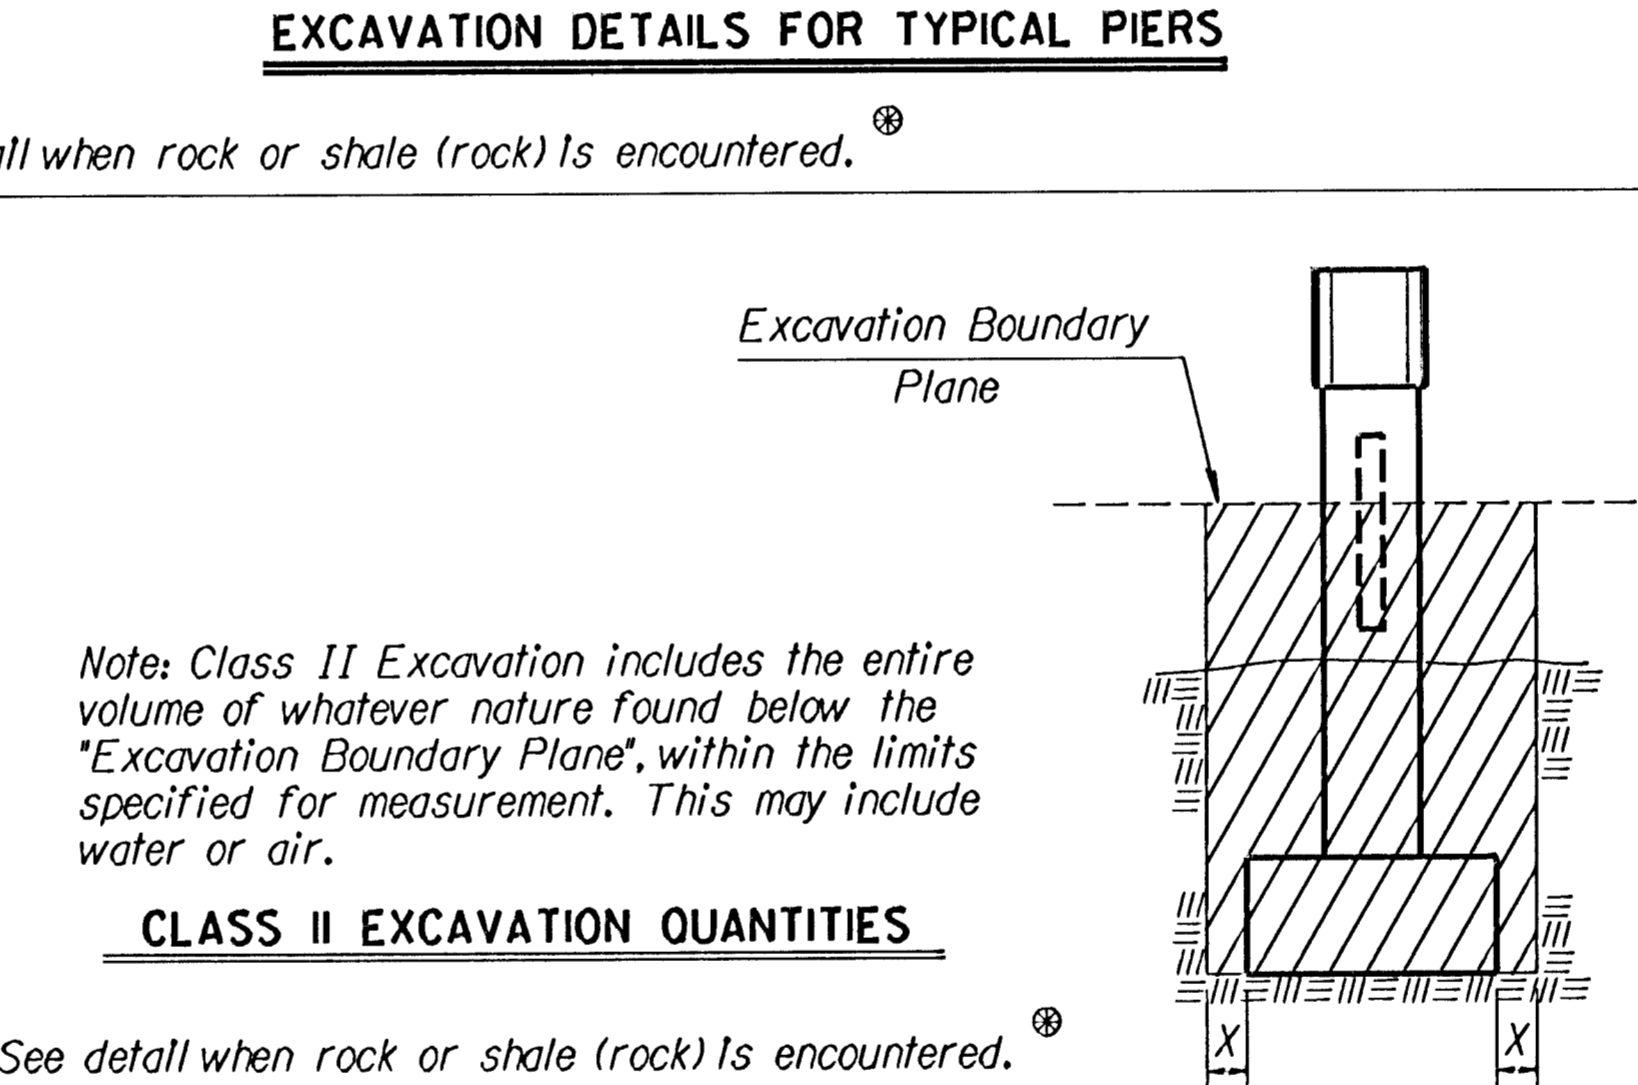 EXCAVATION DETAILS FOR TYPICAL PIERS
when rock or shale (rock) is encountered.
Excavation Boundary
Plane
Note: Class II Excavation includes the entire
volume of whatever nature found below the
"Excavation Boundary Plane", within the limits
specified for measurement. This may include
water or air.
CLASS II EXCAVATION QUANTITIES
See detail when rock or shale (rock) is encountered.
X X